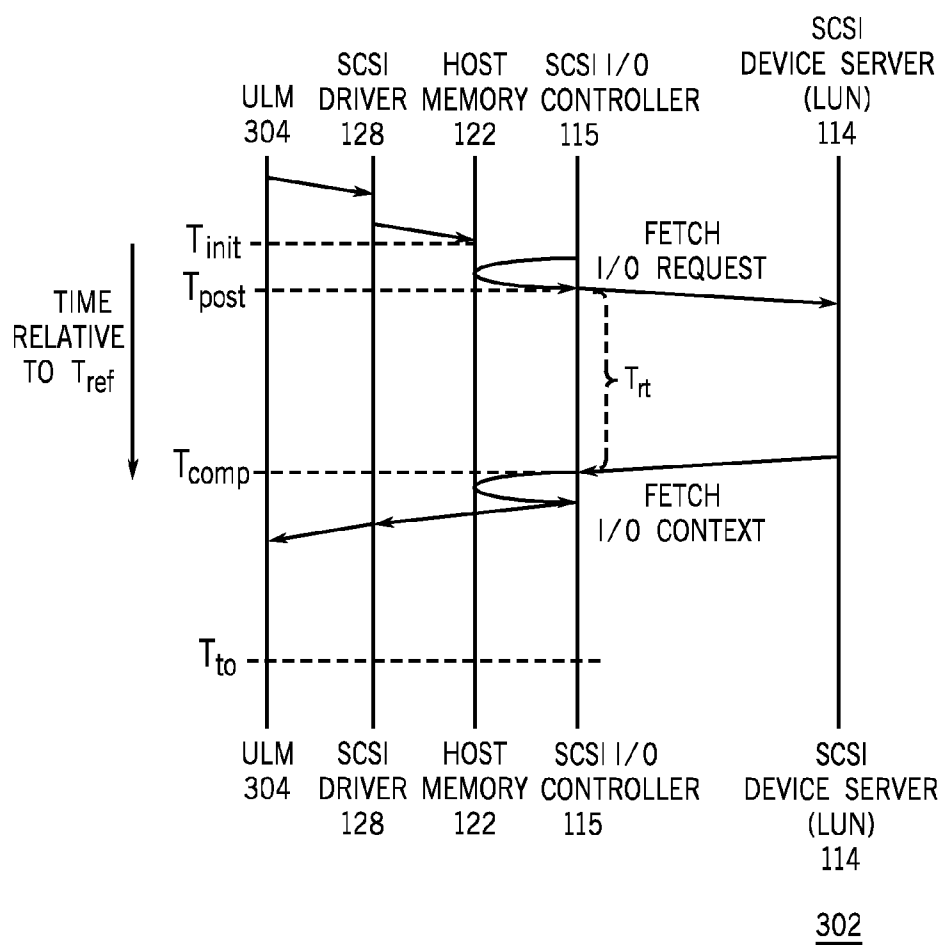 ULM
304
SCSI
DRIVER
128
HOST
MEMORY
122
SCSI I/O
CONTROLLER
115
SCSI
DEVICE SERVER
(LUN)
114
Tinit
FETCH
I/O REQUEST
Tpost
TIME
RELATIVE
TO Tref
Trt
Tcomp
FETCH
I/O CONTEXT
Tto
ULM
304
SCSI
DRIVER
128
HOST
MEMORY
122
SCSI I/O
CONTROLLER
115
SCSI
DEVICE SERVER
(LUN)
114
302